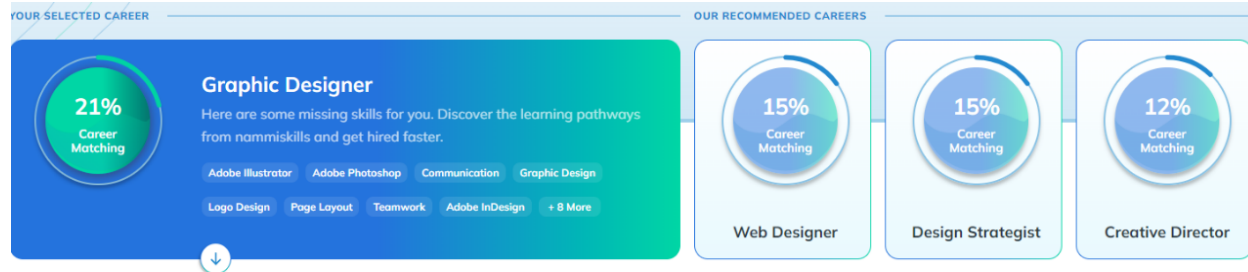 YOUR SELECTED CAREER
21%
Career
Matching
Graphic Designer
Here are some missing skills for you. Discover the learning pathways
from nammiskills and get hired faster.
Adobe Illustrator Adobe Photoshop Communication Graphic Design
Logo Design Page Layout Teamwork Adobe InDesign + 8 More
OUR RECOMMENDED CAREERS
15%
Career
Matching
Web Designer
15%
Career
Matching
Design Strategist
12%
Career
Matching
Creative Director